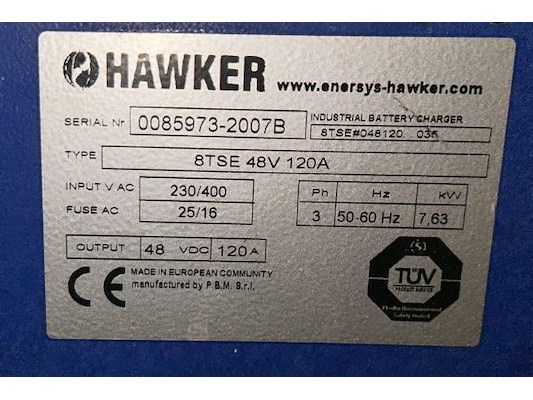 HAWKER www.enersys-hawker.com
SERIAL Nr 0085973-2007B INDUSTRIAL BATTERY CHARGER
8TSE#048120 036
TYPE 8TSE 48V 120A
INPUT V AC 230/400 Ph Hz kW
FUSE AC 25/16 3 50-60 Hz 7,63
OUTPUT 48 VDC 120 A
CE MADE IN EUROPEAN COMMUNITY
manufactured by P.B.M. S.r.l.
TÜV